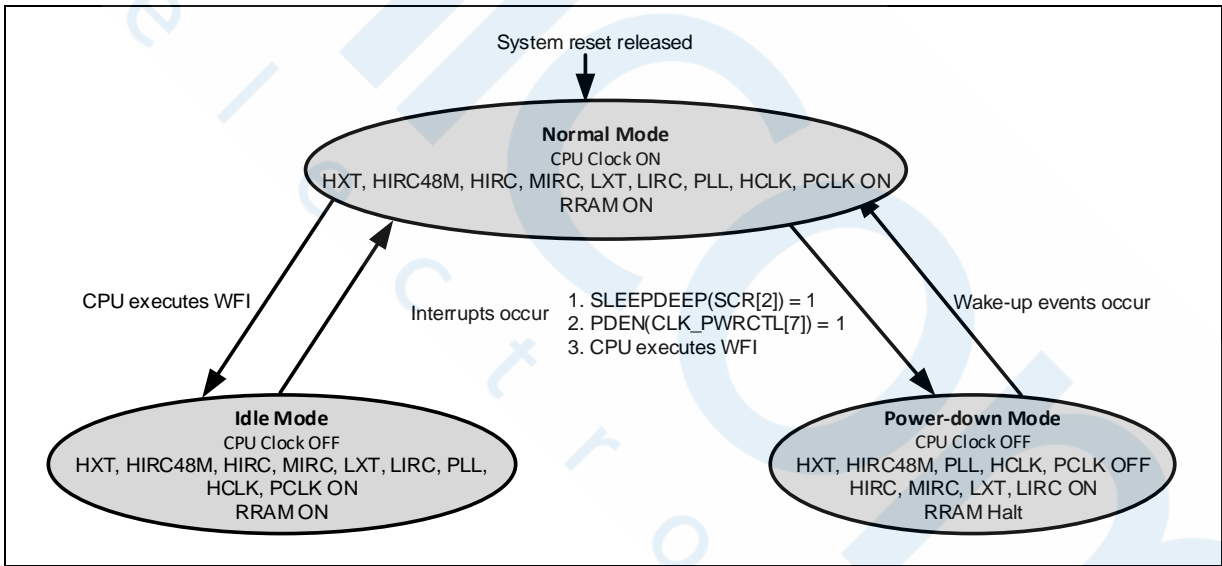 System reset released
Normal Mode
CPU Clock ON
HXT, HIRC48M, HIRC, MIRC, LXT, LIRC, PLL, HCLK, PCLK ON
RRAM ON
CPU executes WFI
Interrupts occur
1. SLEEPDEEP(SCR[2]) = 1
2. PDEN(CLK_PWRCTL[7]) = 1
3. CPU executes WFI
Wake-up events occur
Idle Mode
CPU Clock OFF
HXT, HIRC48M, HIRC, MIRC, LXT, LIRC, PLL,
HCLK, PCLK ON
RRAM ON
Power-down Mode
CPU Clock OFF
HXT, HIRC48M, PLL, HCLK, PCLK OFF
HIRC, MIRC, LXT, LIRC ON
RRAM Halt